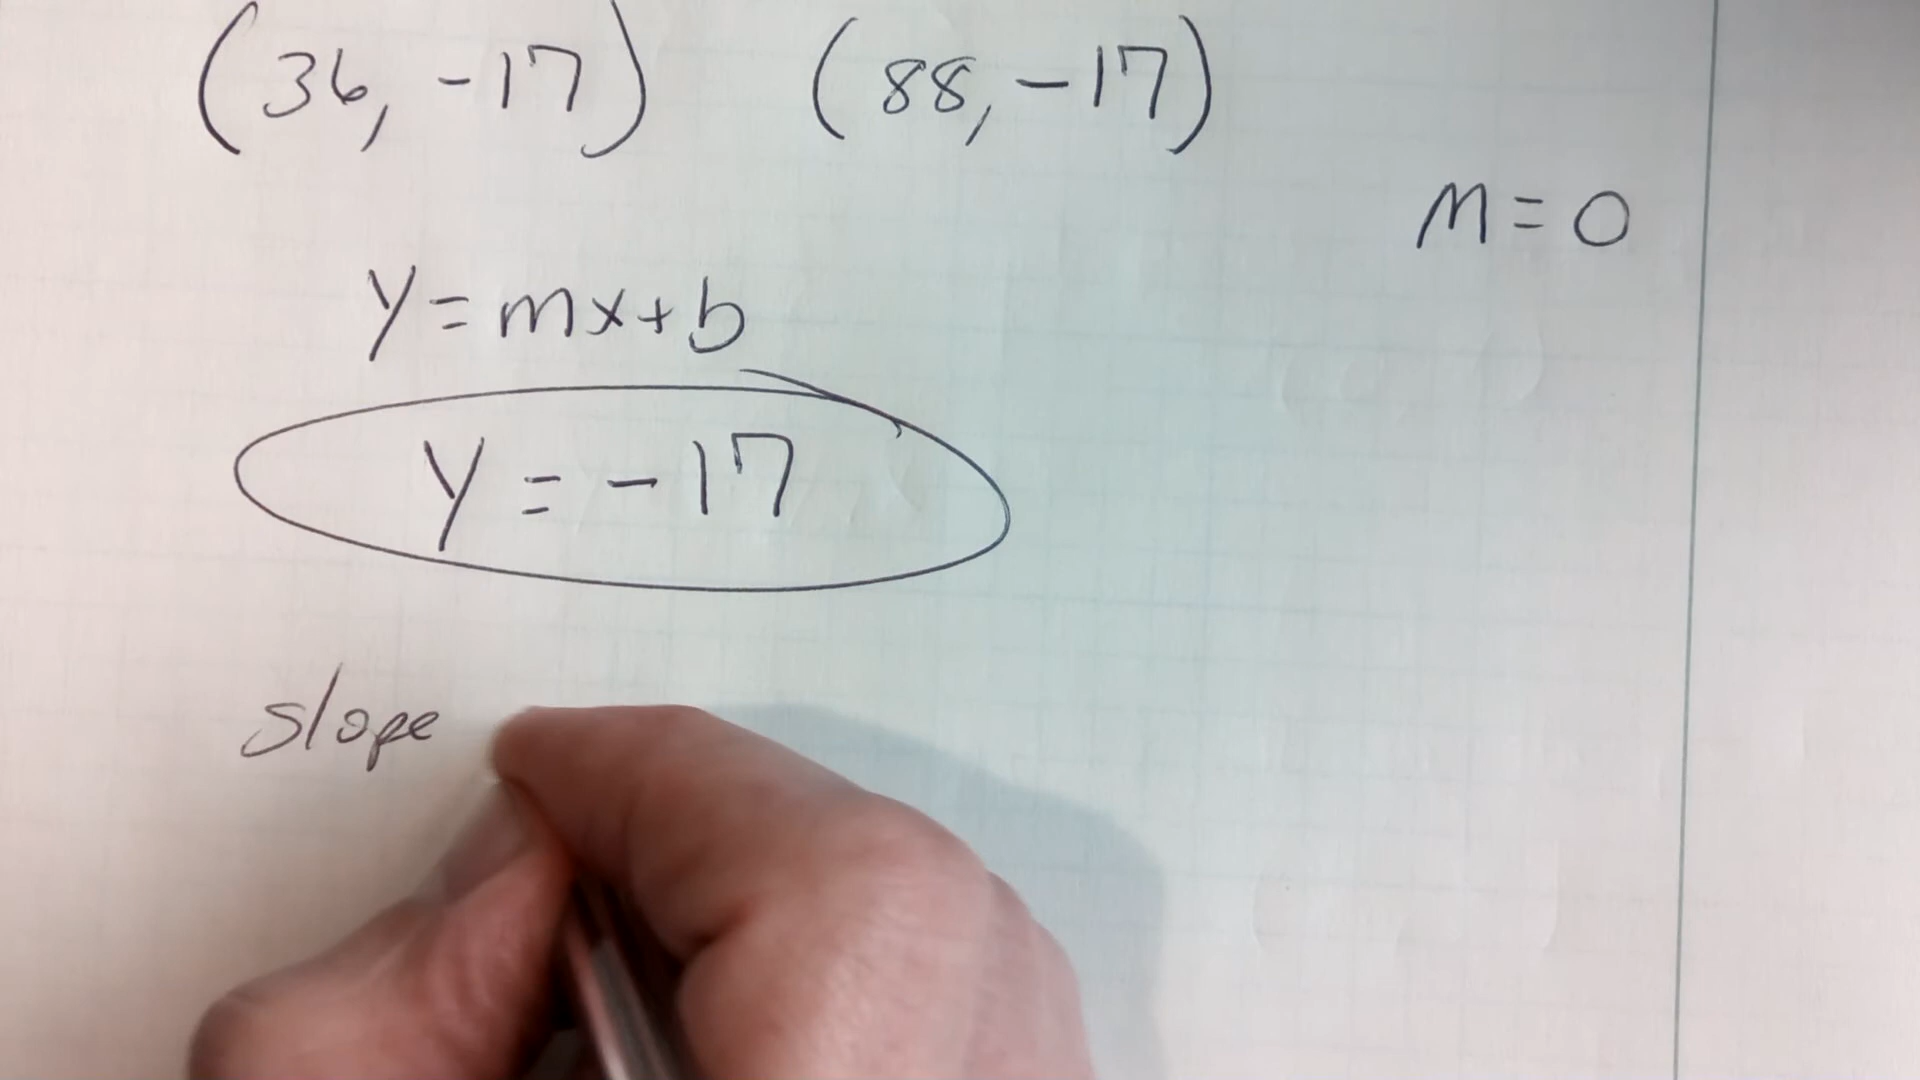 (36, -17) (88, -17)
M = 0
y = mx + b
y = -17
slope